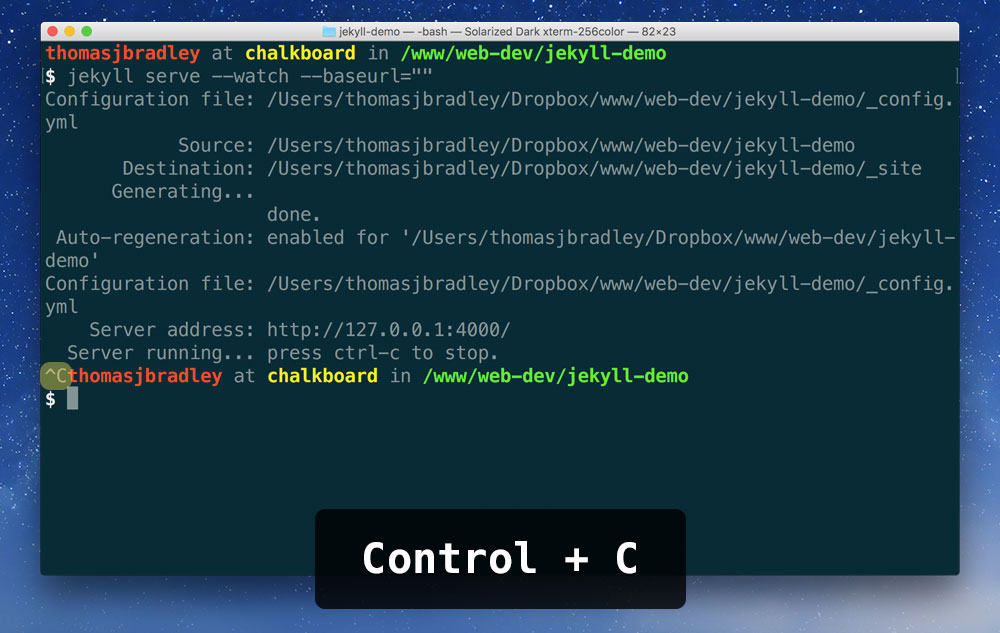 jekyll-demo — -bash — Solarized Dark xterm-256color — 82×23
thomasjbradley at chalkboard in /www/web-dev/jekyll-demo
$ jekyll serve --watch --baseurl=""
Configuration file: /Users/thomasjbradley/Dropbox/www/web-dev/jekyll-demo/_config.
yml
Source: /Users/thomasjbradley/Dropbox/www/web-dev/jekyll-demo
Destination: /Users/thomasjbradley/Dropbox/www/web-dev/jekyll-demo/_site
Generating...
done.
Auto-regeneration: enabled for '/Users/thomasjbradley/Dropbox/www/web-dev/jekyll-
demo'
Configuration file: /Users/thomasjbradley/Dropbox/www/web-dev/jekyll-demo/_config.
yml
Server address: http://127.0.0.1:4000/
Server running... press ctrl-c to stop.
^Cthomasjbradley at chalkboard in /www/web-dev/jekyll-demo
$
Control + C